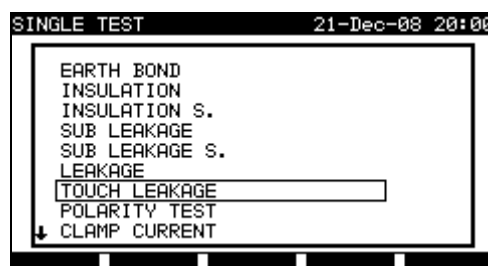 SINGLE TEST 21-Dec-08 20:00
EARTH BOND
INSULATION
INSULATION S.
SUB LEAKAGE
SUB LEAKAGE S.
LEAKAGE
TOUCH LEAKAGE
POLARITY TEST
CLAMP CURRENT